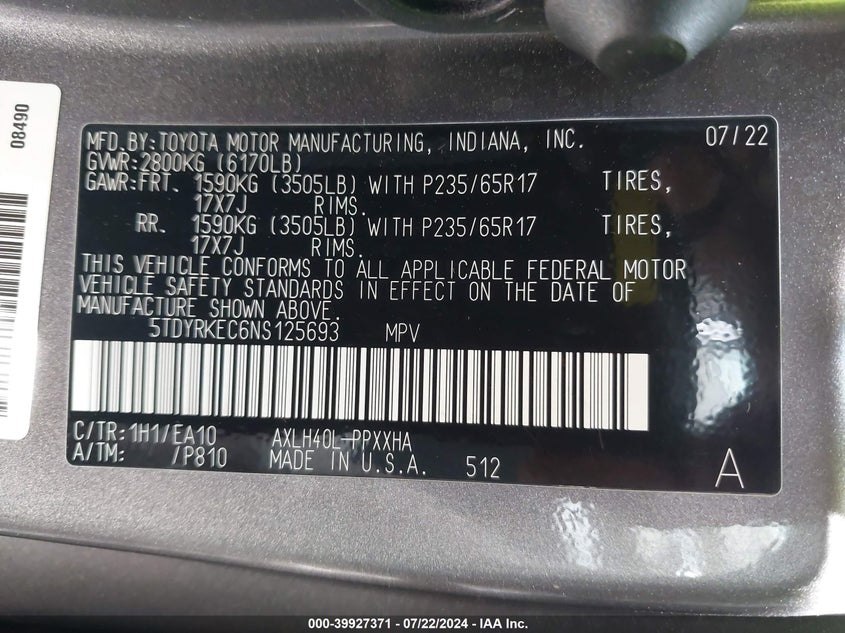 08490
MFD.BY:TOYOTA MOTOR MANUFACTURING, INDIANA, INC. 07/22
GVWR:2800KG (6170LB)
GAWR:FRT. 1590KG (3505LB) WITH P235/65R17 TIRES,
17X7J RIMS.
RR. 1590KG (3505LB) WITH P235/65R17 TIRES,
17X7J RIMS.
THIS VEHICLE CONFORMS TO ALL APPLICABLE FEDERAL MOTOR
VEHICLE SAFETY STANDARDS IN EFFECT ON THE DATE OF
MANUFACTURE SHOWN ABOVE.
5TDYRKEC6NS125693 MPV
C/TR:1H1/EA10 AXLH40L-PPXXHA
A/TM: /P810 MADE IN U.S.A. 512 A
000-39927371 - 07/22/2024 - IAA Inc.